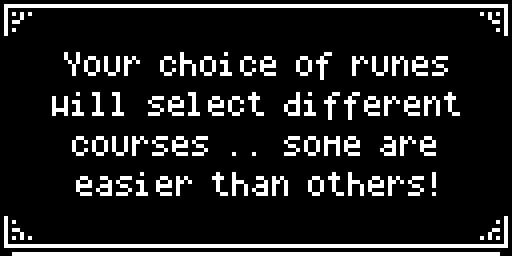 Your choice of runes
will select different
courses .. some are
easier than others!